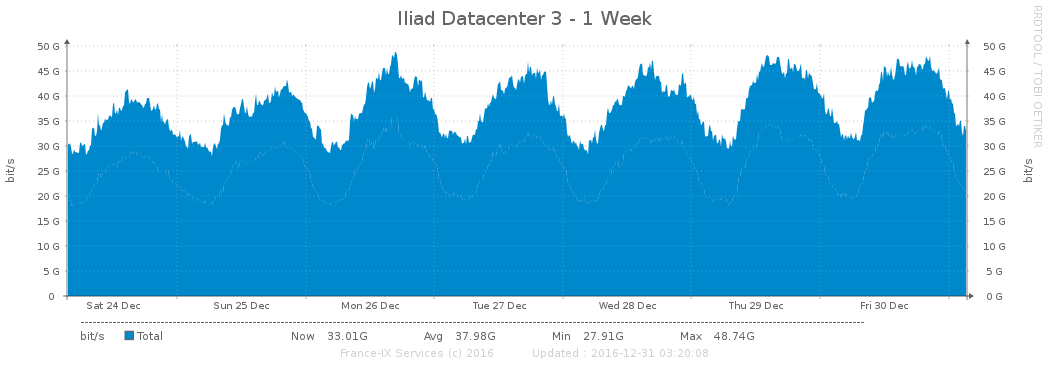 Iliad Datacenter 3 - 1 Week
RRDTOOL / TOBI OETIKER
50 G 50 G
45 G 45 G
40 G 40 G
35 G 35 G
30 G 30 G
25 G 25 G
20 G 20 G
15 G 15 G
10 G 10 G
5 G 5 G
0 0 G
bit/s bit/s
Sat 24 Dec Sun 25 Dec Mon 26 Dec Tue 27 Dec Wed 28 Dec Thu 29 Dec Fri 30 Dec
bit/s Total Now 33.01G Avg 37.98G Min 27.91G Max 48.74G
France-IX Services (c) 2016 Updated : 2016-12-31 03:20:08